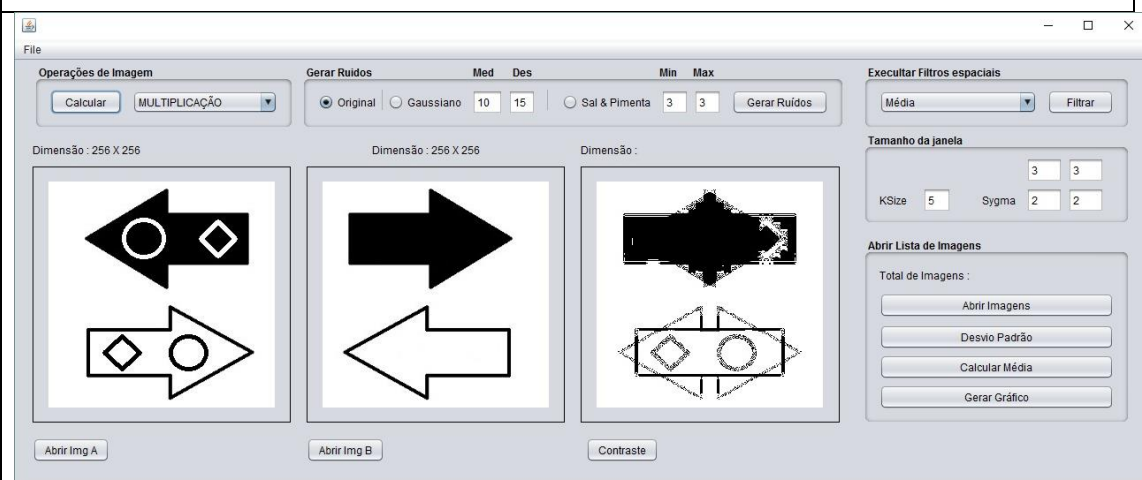 File
Operações de Imagem
Calcular MULTIPLICAÇÃO
Gerar Ruidos Med Des Min Max
Original Gaussiano 10 15 Sal & Pimenta 3 3 Gerar Ruídos
Execultar Filtros espaciais
Média Filtrar
Dimensão : 256 X 256
Dimensão : 256 X 256
Dimensão :
Tamanho da janela
3 3
KSize 5 Sygma 2 2
Abrir Lista de Imagens
Total de Imagens :
Abrir Imagens
Desvio Padrão
Calcular Média
Gerar Gráfico
Abrir Img A
Abrir Img B
Contraste